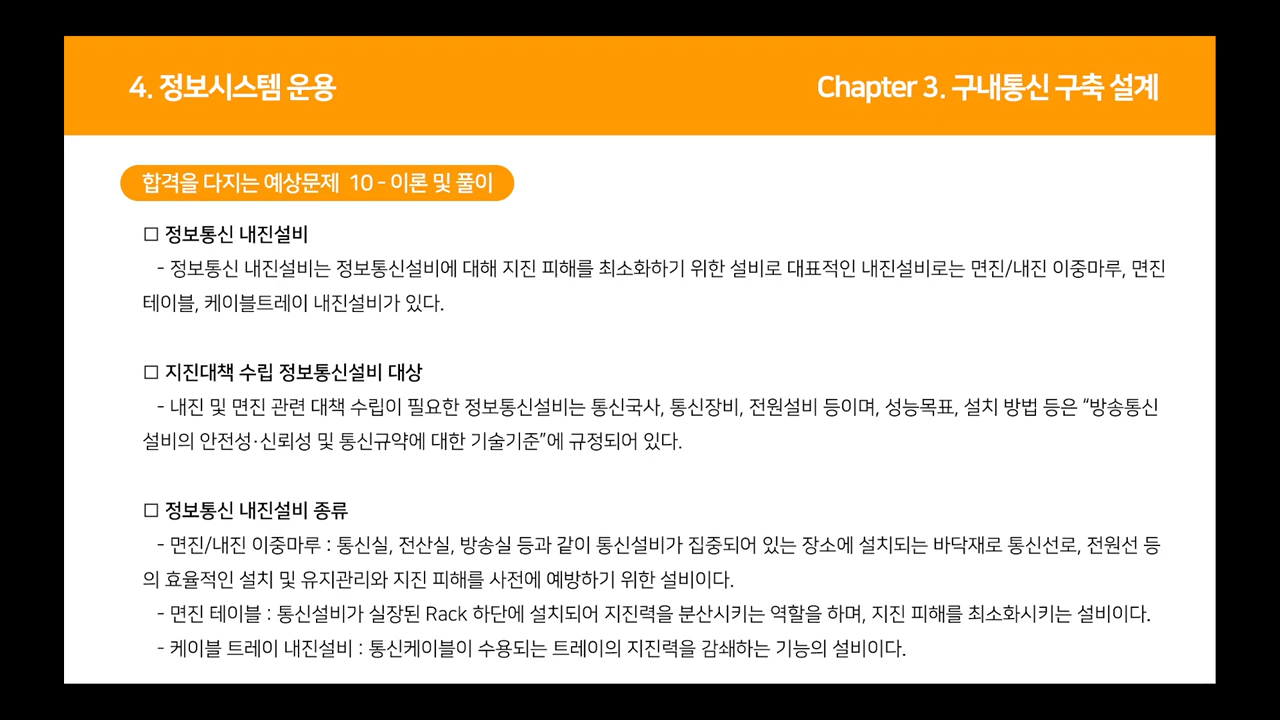 4. 정보시스템 운용
Chapter 3. 구내통신 구축 설계
합격을 다지는 예상문제 10 - 이론 및 풀이
□ 정보통신 내진설비
- 정보통신 내진설비는 정보통신설비에 대해 지진 피해를 최소화하기 위한 설비로 대표적인 내진설비로는 면진/내진 이중마루, 면진
테이블, 케이블트레이 내진설비가 있다.
□ 지진대책 수립 정보통신설비 대상
- 내진 및 면진 관련 대책 수립이 필요한 정보통신설비는 통신국사, 통신장비, 전원설비 등이며, 성능목표, 설치 방법 등은 “방송통신
설비의 안전성·신뢰성 및 통신규약에 대한 기술기준”에 규정되어 있다.
□ 정보통신 내진설비 종류
- 면진/내진 이중마루 : 통신실, 전산실, 방송실 등과 같이 통신설비가 집중되어 있는 장소에 설치되는 바닥재로 통신선로, 전원선 등
의 효율적인 설치 및 유지관리와 지진 피해를 사전에 예방하기 위한 설비이다.
- 면진 테이블 : 통신설비가 실장된 Rack 하단에 설치되어 지진력을 분산시키는 역할을 하며, 지진 피해를 최소화시키는 설비이다.
- 케이블 트레이 내진설비 : 통신케이블이 수용되는 트레이의 지진력을 감쇄하는 기능의 설비이다.